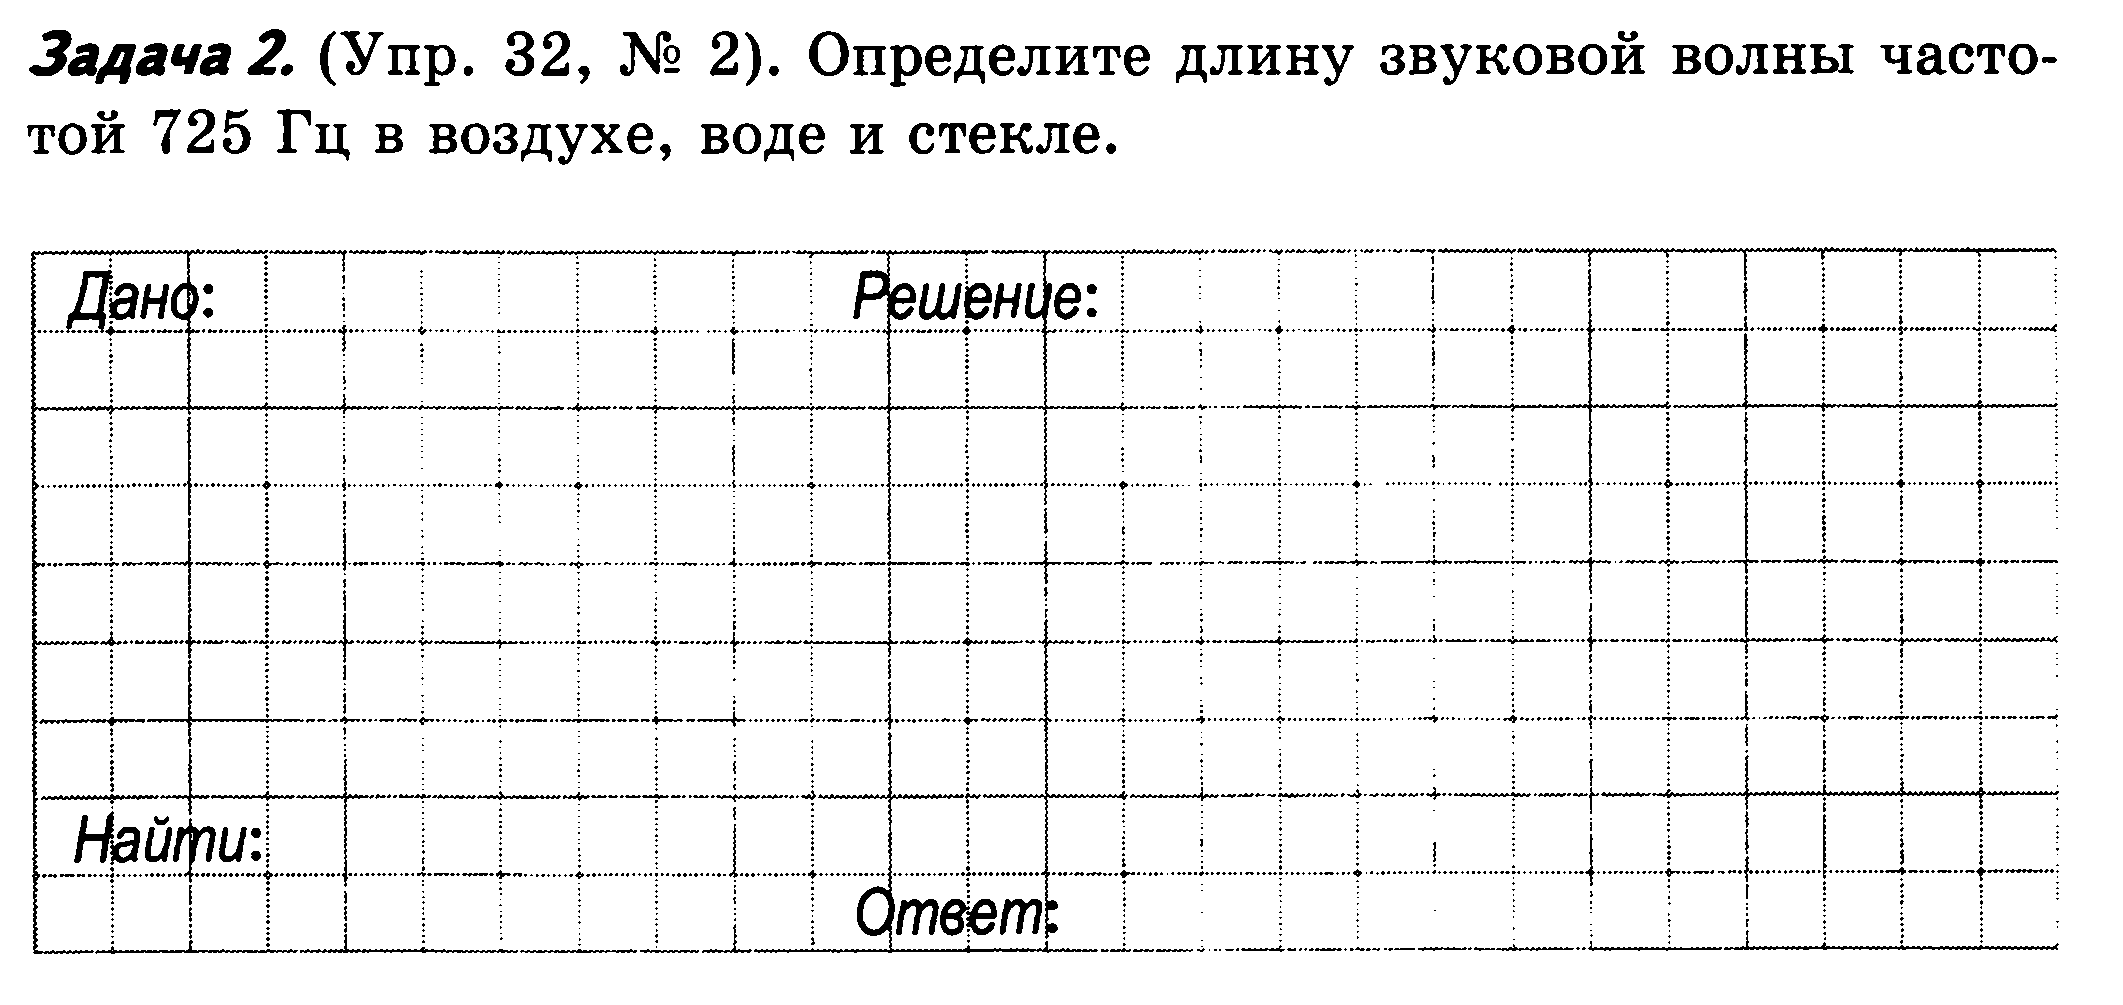 Задача 2. (Упр. 32, № 2). Определите длину звуковой волны часто-
той 725 Гц в воздухе, воде и стекле.
Дано: Решение:
Найти:
Ответ: